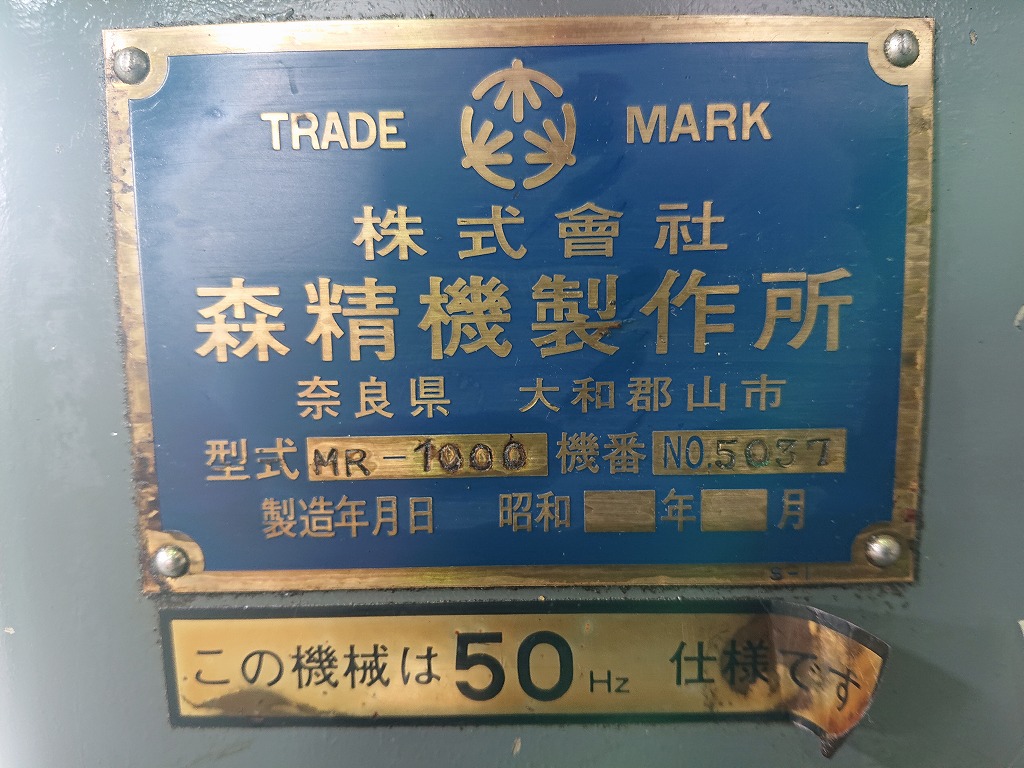 TRADE MARK
株式會社
森精機製作所
奈良県 大和郡山市
型式 MR-1000 機番 NO.5037
製造年月日 昭和 年 月
S-1
この機械は50Hz 仕様です